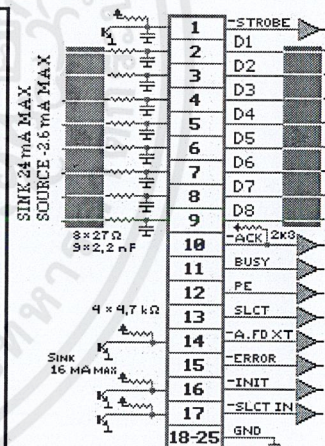 1 -STROBE
2 D1
3 D2
4 D3
5 D4
6 D5
7 D6
8 D7
9 D8
10 -ACK 2K3
11 BUSY
12 PE
13 SLCT
14 -A.FD XT
15 -ERROR
16 -INIT
17 -SLCT IN
18-25 GND
SINK 24 mA MAX
SOURCE-2.6 mA MAX
8×27Ω
9×2,2 nF
4 × 4,7 kΩ
SINK
16 MA MAX